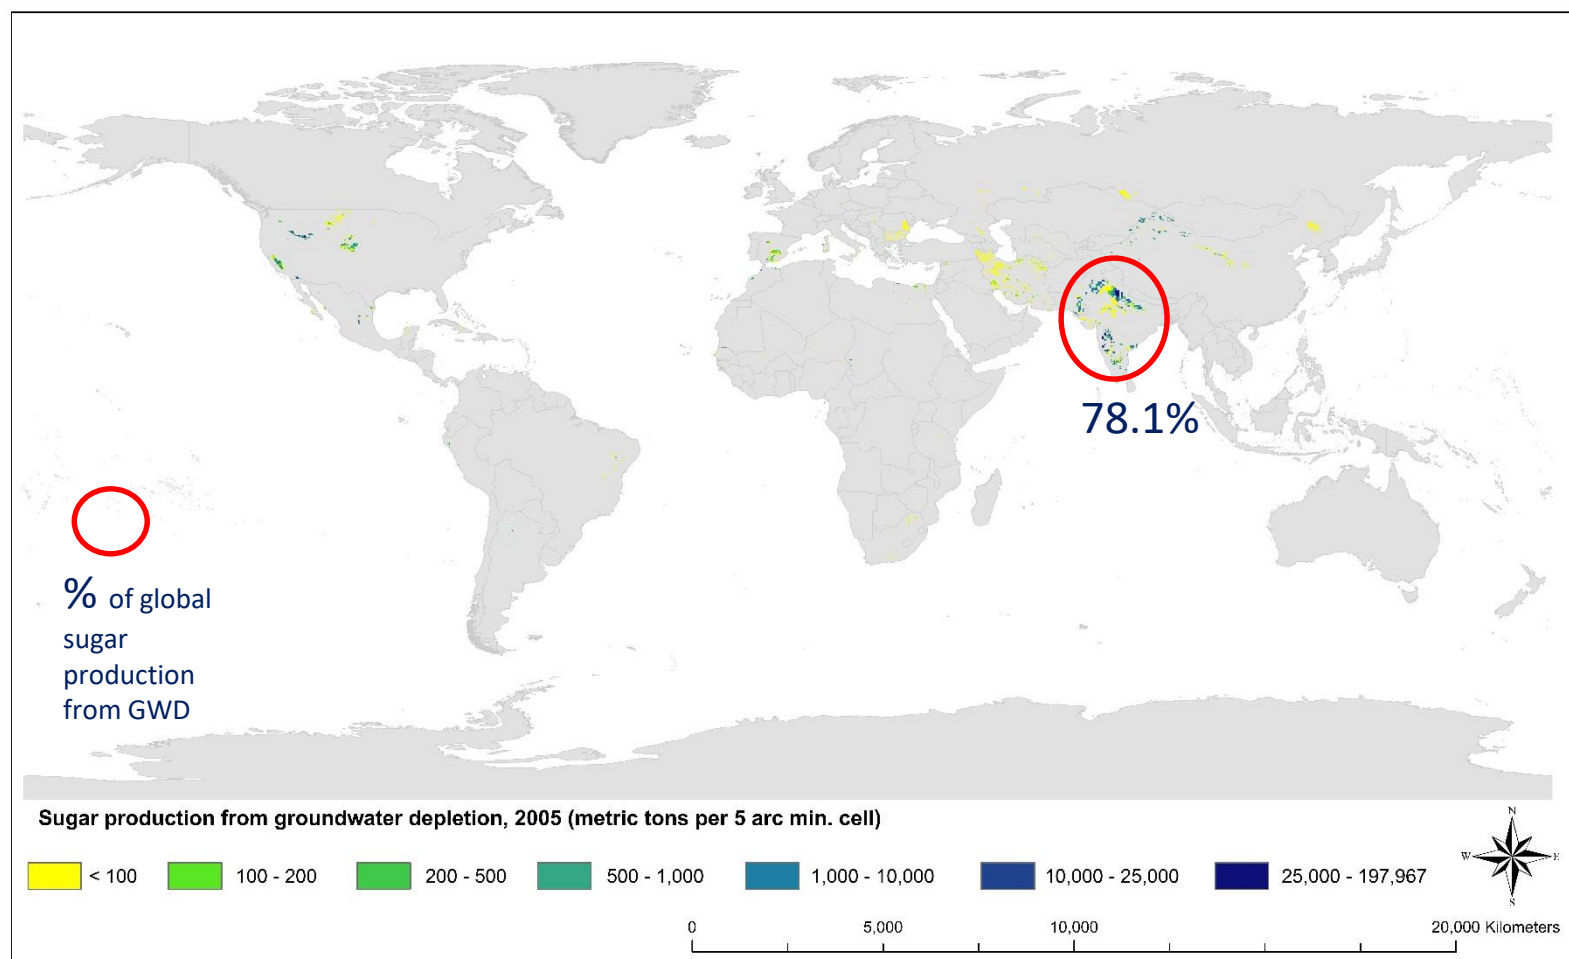 78.1%
% of global
sugar
production
from GWD
Sugar production from groundwater depletion, 2005 (metric tons per 5 arc min. cell)
< 100
100 - 200
200 - 500
500 - 1,000
1,000 - 10,000
10,000 - 25,000
25,000 - 197,967
N
W
E
S
0
5,000
10,000
20,000 Kilometers